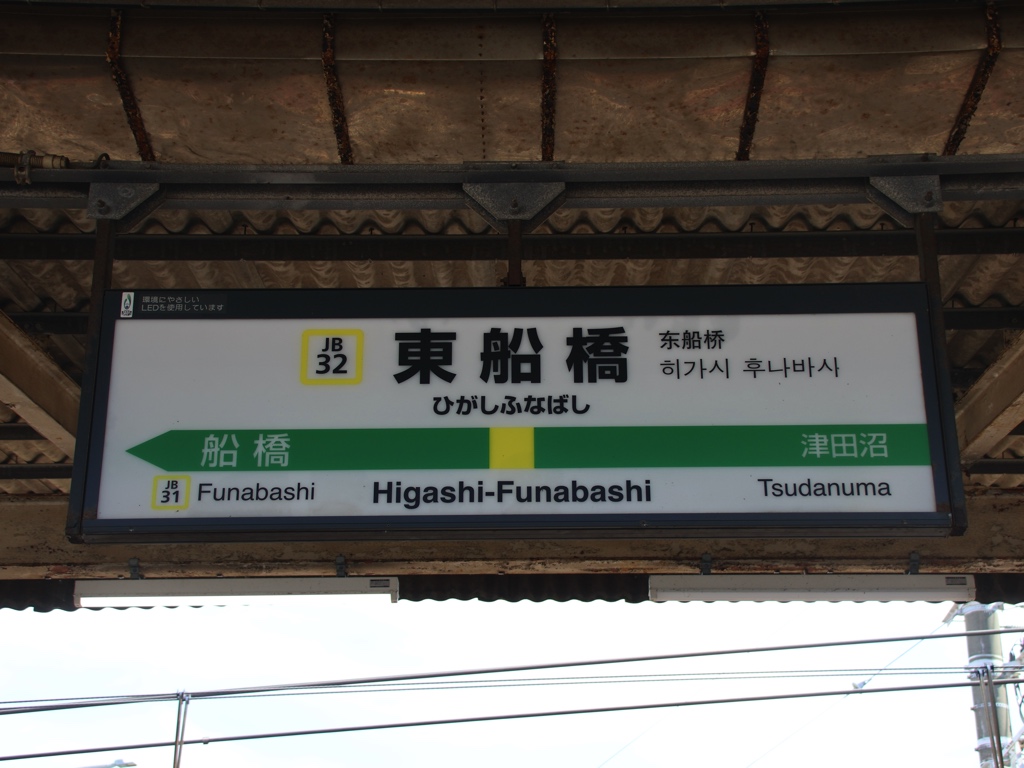 環境にやさしい
LEDを使用しています
JB
32
東船橋
东船桥
히가시 후나바사
ひがしふなばし
船橋
津田沼
JB
31
Funabashi
Higashi-Funabashi
Tsudanuma